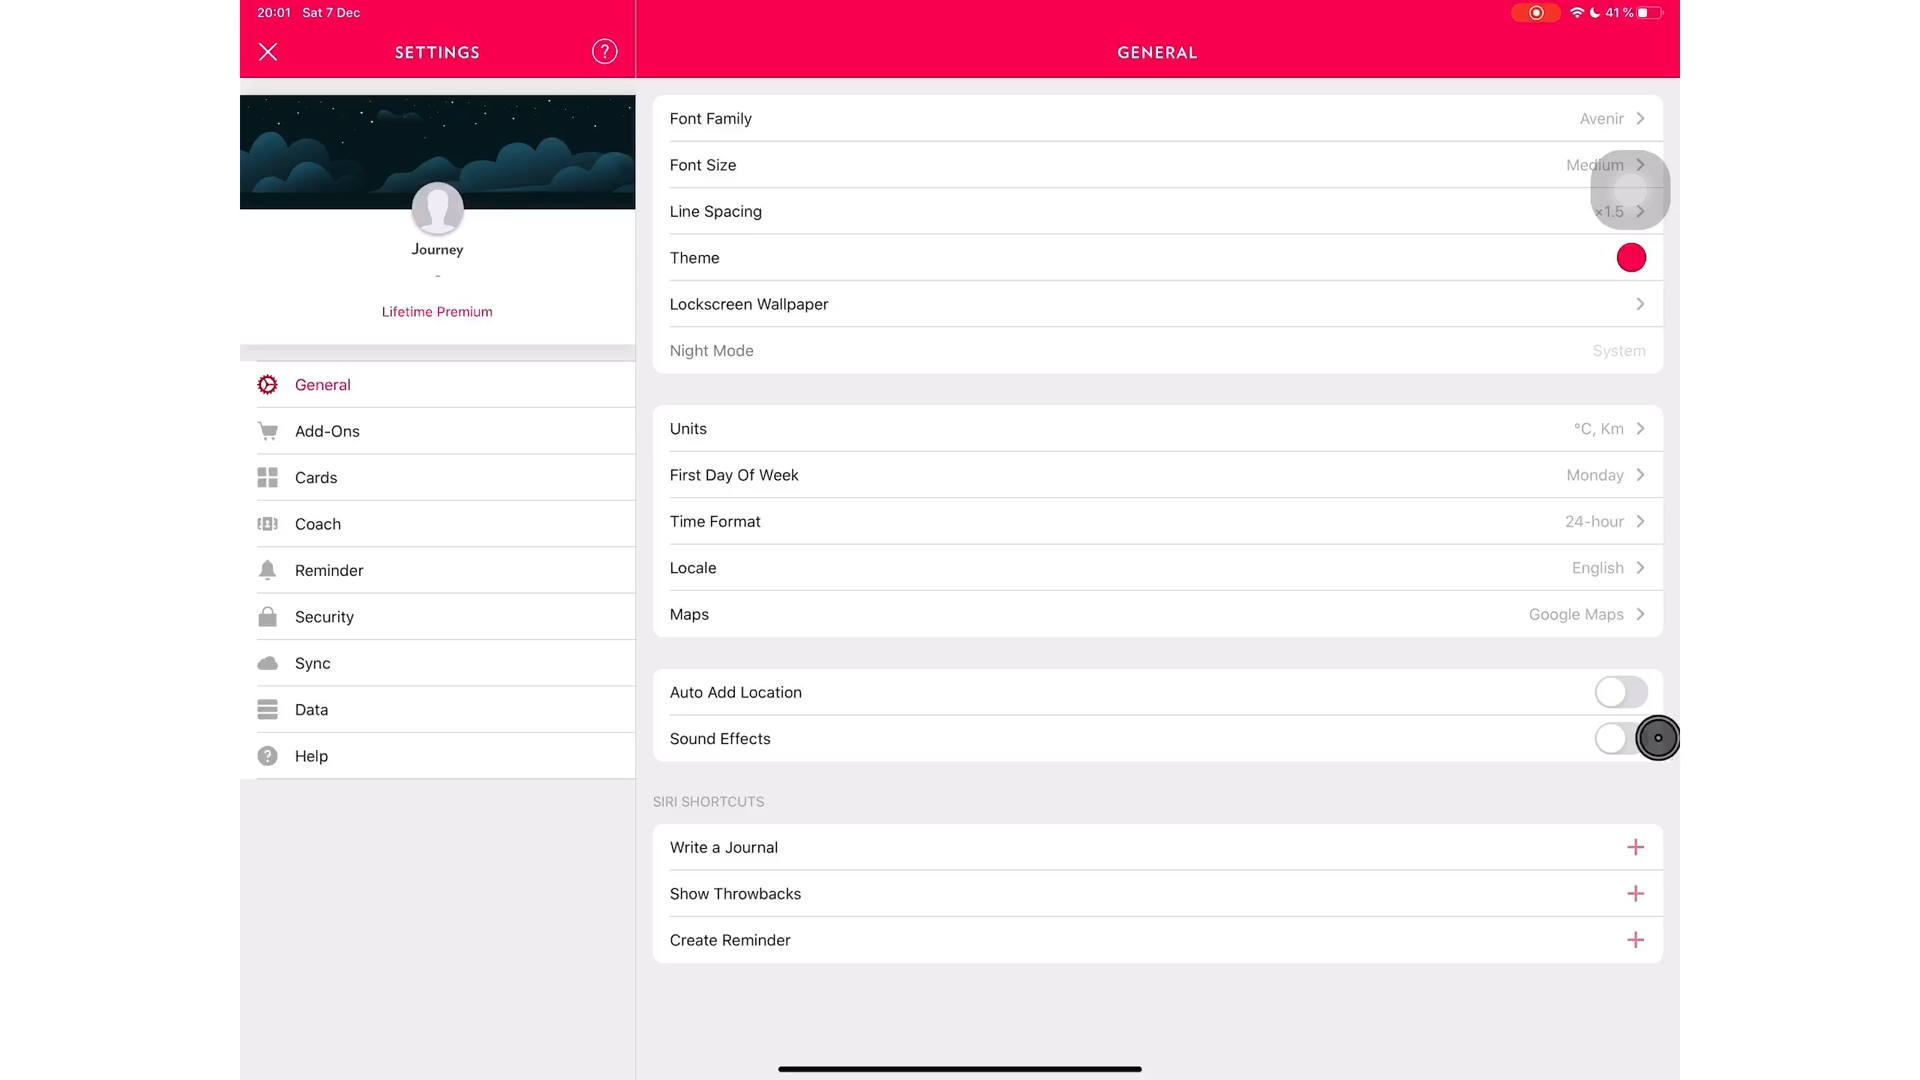 20:01 Sat 7 Dec
41 %
SETTINGS
?
GENERAL
Journey
-
Lifetime Premium
General
Add-Ons
Cards
Coach
Reminder
Security
Sync
Data
Help
Font Family Avenir
Font Size Medium
Line Spacing ×1.5
Theme
Lockscreen Wallpaper
Night Mode System
Units °C, Km
First Day Of Week Monday
Time Format 24-hour
Locale English
Maps Google Maps
Auto Add Location
Sound Effects
SIRI SHORTCUTS
Write a Journal
Show Throwbacks
Create Reminder